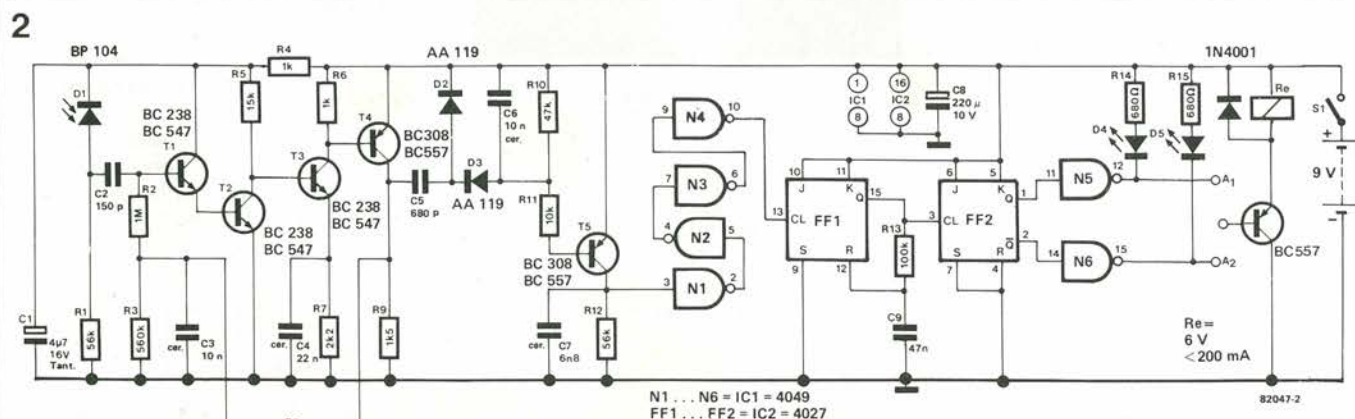 2
BP 104
R4
1k
AA 119
1N4001
R5
15k
R6
1k
D1
BC 238
BC 547
T1
T4
BC308
BC557
D2
C6
10 n
cer.
R10
47k
9
N4
10
1
IC1
8
16
IC2
8
C8
220 µ
10 V
R14
680Ω
R15
680Ω
D4
D5
Re
S1
+
9 V
–
C2
150 p
R2
1M
T2
T3
BC 238
BC 547
BC 238
BC 547
C5
680 p
D3
AA 119
R11
10k
7
N3
6
4
N2
5
10
J
11
K
Q
15
13
CL
FF1
S
R
9
12
R13
100k
6
J
5
K
Q
1
3
CL
FF2
Q
2
S
R
7
4
11
N5
12
A1
14
N6
15
A2
BC557
T5
BC 308
BC 557
3
N1
2
C1
4µ7
16V
Tant.
R1
56k
R3
560k
C3
10 n
cer.
C4
22 n
cer.
R7
2k2
R9
1k5
C7
6n8
cer.
R12
56k
C9
47n
Re=
6 V
<200 mA
N1 . . . N6 = IC1 = 4049
FF1 . . . FF2 = IC2 = 4027
82047-2